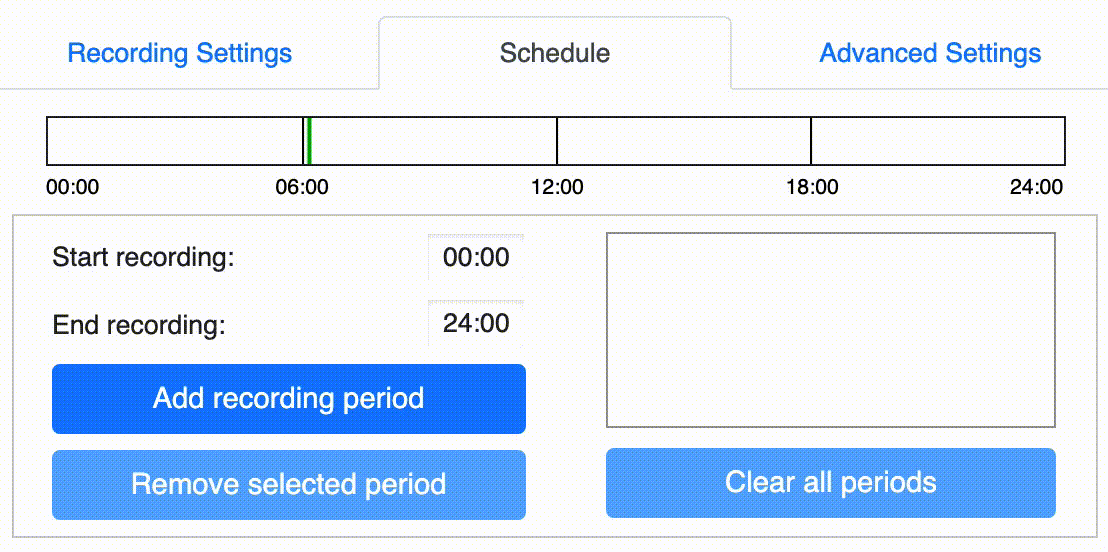 Recording Settings Schedule Advanced Settings
00:00 06:00 12:00 18:00 24:00
Start recording: 00:00
End recording: 24:00
Add recording period
Remove selected period
Clear all periods